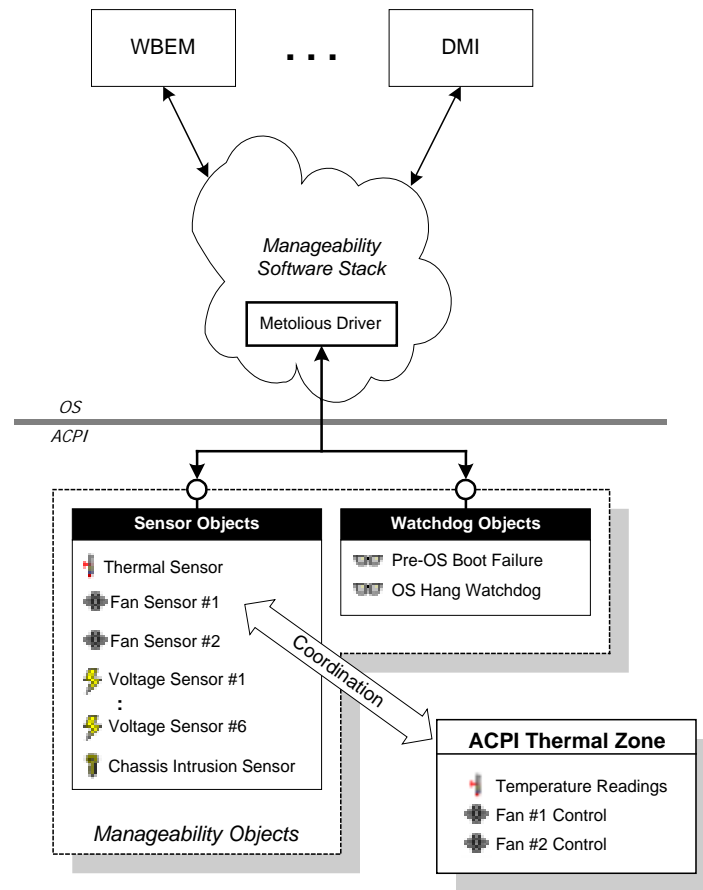 WBEM
. . .
DMI
Manageability
Software Stack
Metolious Driver
OS
ACPI
Sensor Objects
Thermal Sensor
Fan Sensor #1
Fan Sensor #2
Voltage Sensor #1
:
Voltage Sensor #6
Chassis Intrusion Sensor
Manageability Objects
Watchdog Objects
Pre-OS Boot Failure
OS Hang Watchdog
Coordination
ACPI Thermal Zone
Temperature Readings
Fan #1 Control
Fan #2 Control